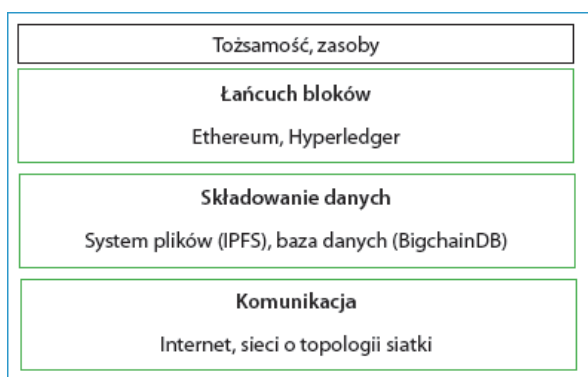 Tożsamość, zasoby
Łańcuch bloków
Ethereum, Hyperledger
Składowanie danych
System plików (IPFS), baza danych (BigchainDB)
Komunikacja
Internet, sieci o topologii siatki